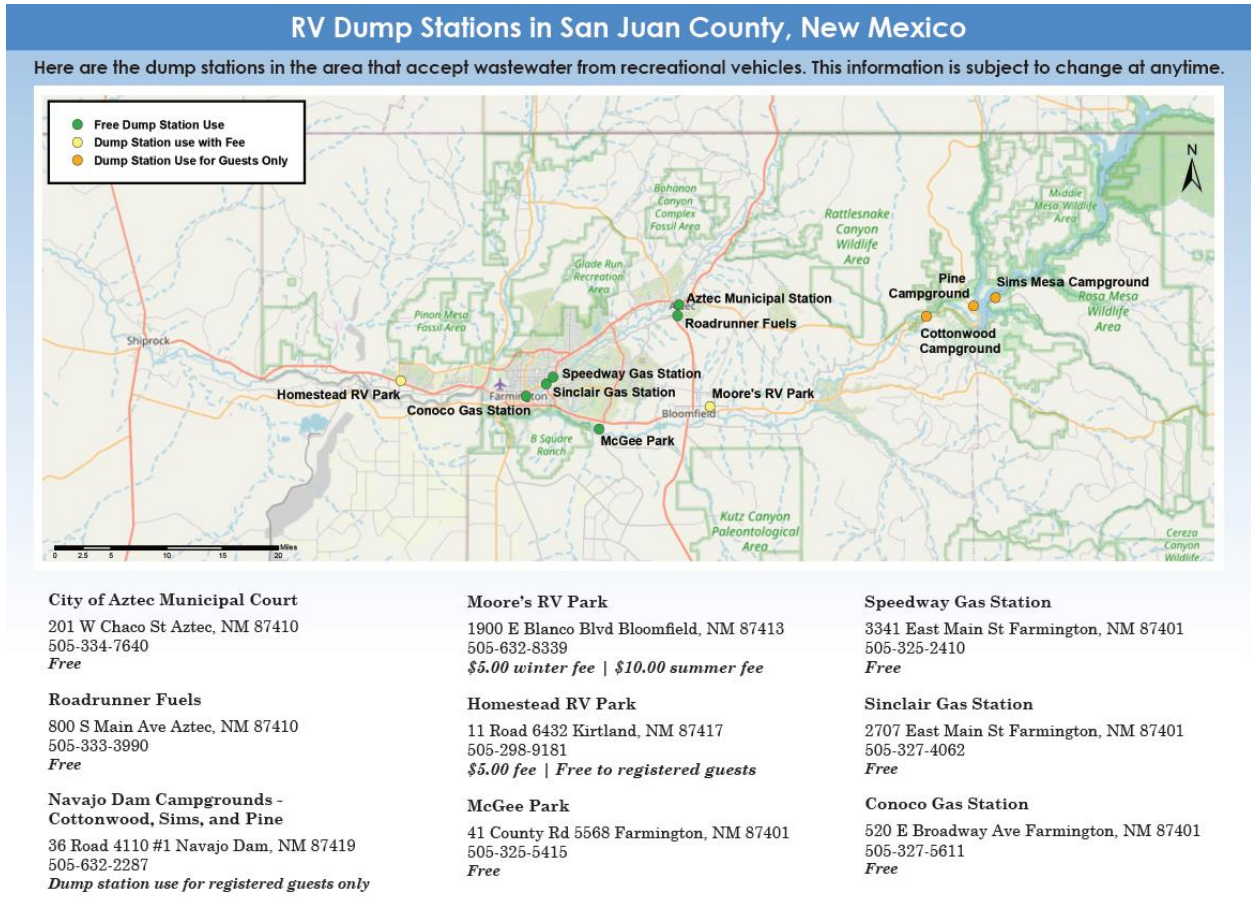 RV Dump Stations in San Juan County, New Mexico
Here are the dump stations in the area that accept wastewater from recreational vehicles. This information is subject to change at anytime.
Free Dump Station Use
Dump Station use with Fee
Dump Station Use for Guests Only
N
Bohanon
Canyon
Complex
Fossil Area
Middle
Mesa Wildlife
Area
Rattlesnake
Canyon
Wildlife
Area
Glade Run
Recreation
Area
Pine
Campground
Sims Mesa Campground
Rosa Mesa
Wildlife
Area
Aztec Municipal Station
Aztec
Roadrunner Fuels
Pinon Mesa
Fossil Area
Cottonwood
Campground
Shiprock
Speedway Gas Station
Sinclair Gas Station
Homestead RV Park
Farmington
Conoco Gas Station
Moore's RV Park
Bloomfield
McGee Park
B Square
Ranch
Kutz Canyon
Paleontological
Area
Cereza
Canyon
Wildlife
Miles
0 2.5 5 10 15 20
City of Aztec Municipal Court
201 W Chaco St Aztec, NM 87410
505-334-7640
Free
Roadrunner Fuels
800 S Main Ave Aztec, NM 87410
505-333-3990
Free
Navajo Dam Campgrounds -
Cottonwood, Sims, and Pine
36 Road 4110 #1 Navajo Dam, NM 87419
505-632-2287
Dump station use for registered guests only
Moore's RV Park
1900 E Blanco Blvd Bloomfield, NM 87413
505-632-8339
$5.00 winter fee | $10.00 summer fee
Homestead RV Park
11 Road 6432 Kirtland, NM 87417
505-298-9181
$5.00 fee | Free to registered guests
McGee Park
41 County Rd 5568 Farmington, NM 87401
505-325-5415
Free
Speedway Gas Station
3341 East Main St Farmington, NM 87401
505-325-2410
Free
Sinclair Gas Station
2707 East Main St Farmington, NM 87401
505-327-4062
Free
Conoco Gas Station
520 E Broadway Ave Farmington, NM 87401
505-327-5611
Free